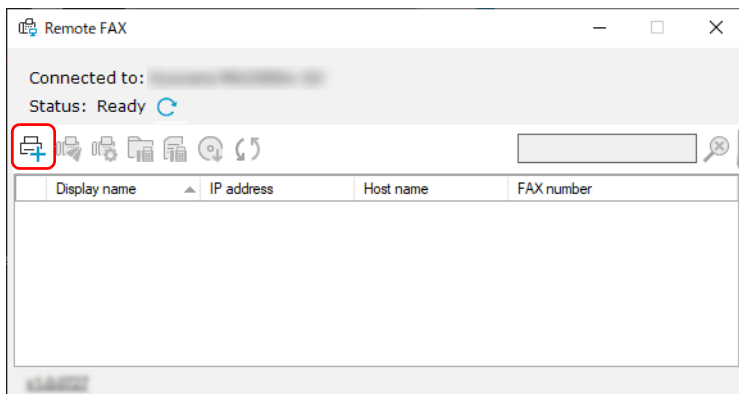 Remote FAX
Connected to:
Status: Ready
Display name IP address Host name FAX number